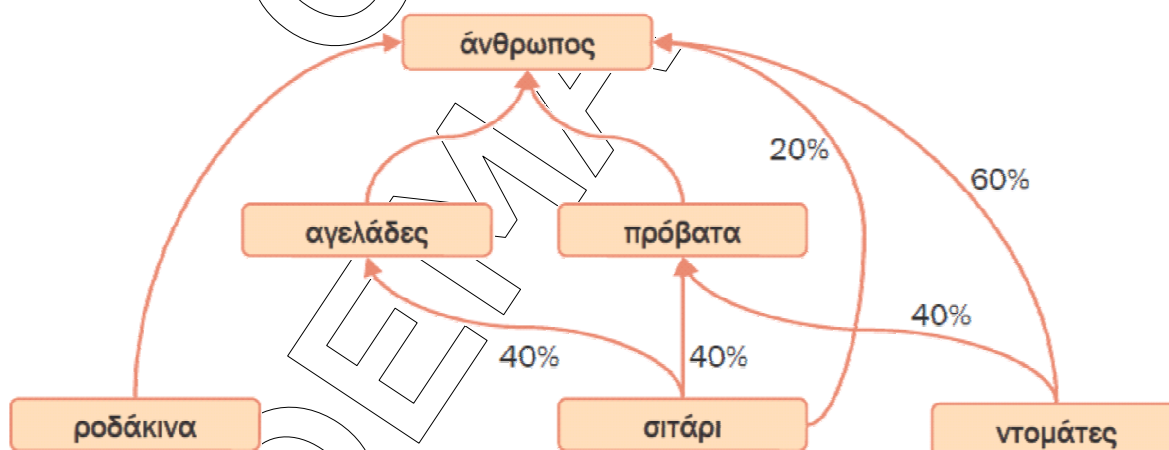 άνθρωπος
20%
60%
αγελάδες
πρόβατα
40%
40%
40%
ροδάκινα
σιτάρι
ντομάτες